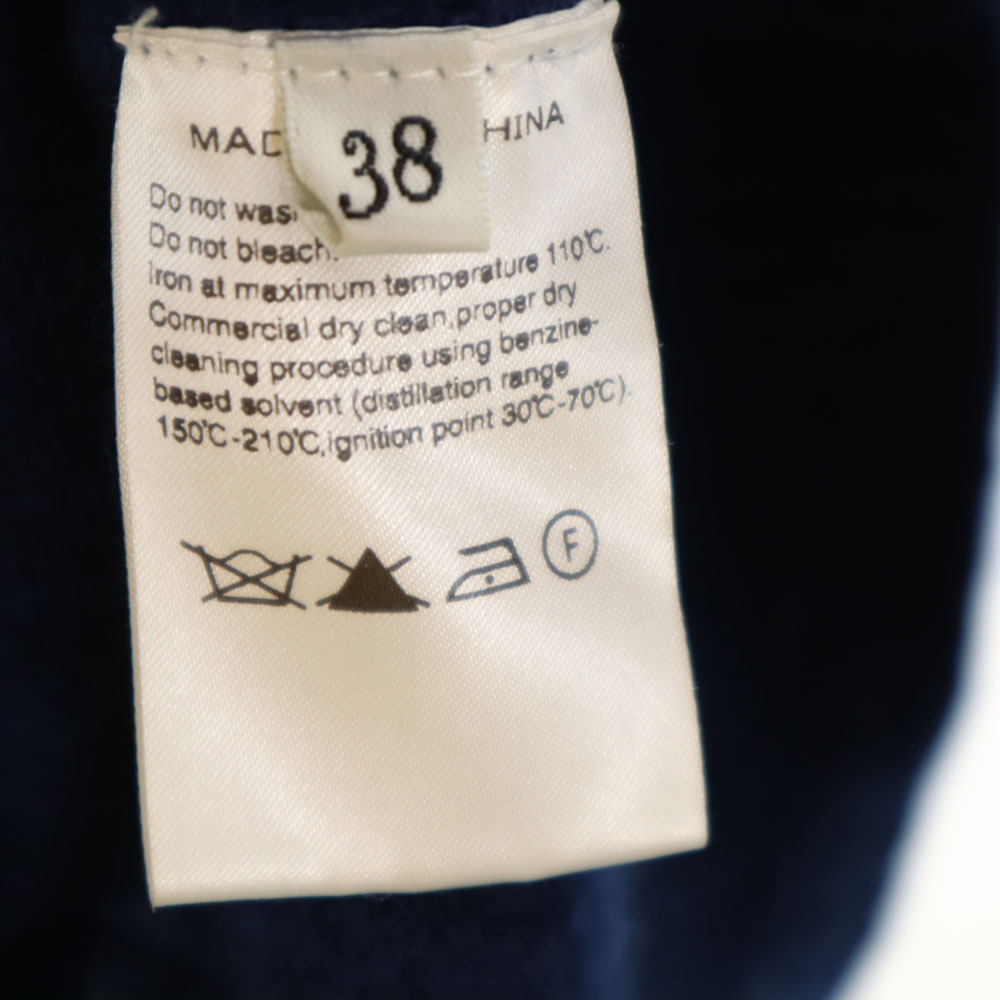 38
MAD HINA
Do not was
Do not bleach.
Iron at maximum temperature 110℃.
Commercial dry clean,proper dry
cleaning procedure using benzine-
based solvent (distillation range
150℃-210℃,ignition point 30℃-70℃).
F